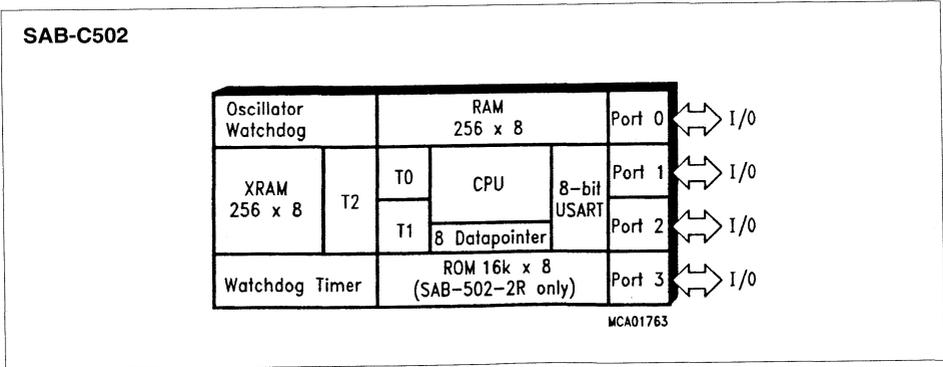 SAB-C502
Oscillator
Watchdog
RAM
256 x 8
Port 0
I/O
XRAM
256 x 8
T2
T0
T1
CPU
8 Datapointer
8-bit
USART
Port 1
I/O
Port 2
I/O
Watchdog Timer
ROM 16k x 8
(SAB-502-2R only)
Port 3
I/O
MCA01763